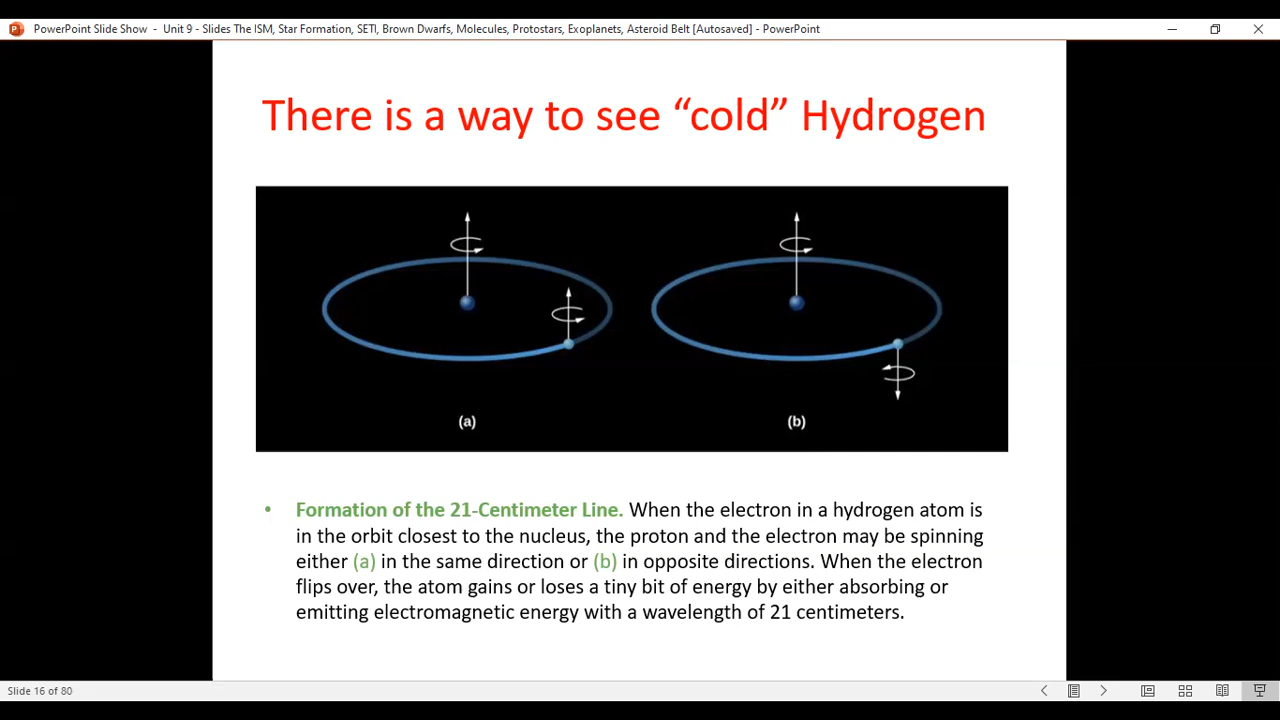 PowerPoint Slide Show - Unit 9 - Slides The ISM, Star Formation, SETI, Brown Dwarfs, Molecules, Protostars, Exoplanets, Asteroid Belt [Autosaved] - PowerPoint
There is a way to see “cold” Hydrogen
(a)
(b)
• Formation of the 21-Centimeter Line. When the electron in a hydrogen atom is
in the orbit closest to the nucleus, the proton and the electron may be spinning
either (a) in the same direction or (b) in opposite directions. When the electron
flips over, the atom gains or loses a tiny bit of energy by either absorbing or
emitting electromagnetic energy with a wavelength of 21 centimeters.
Slide 16 of 80